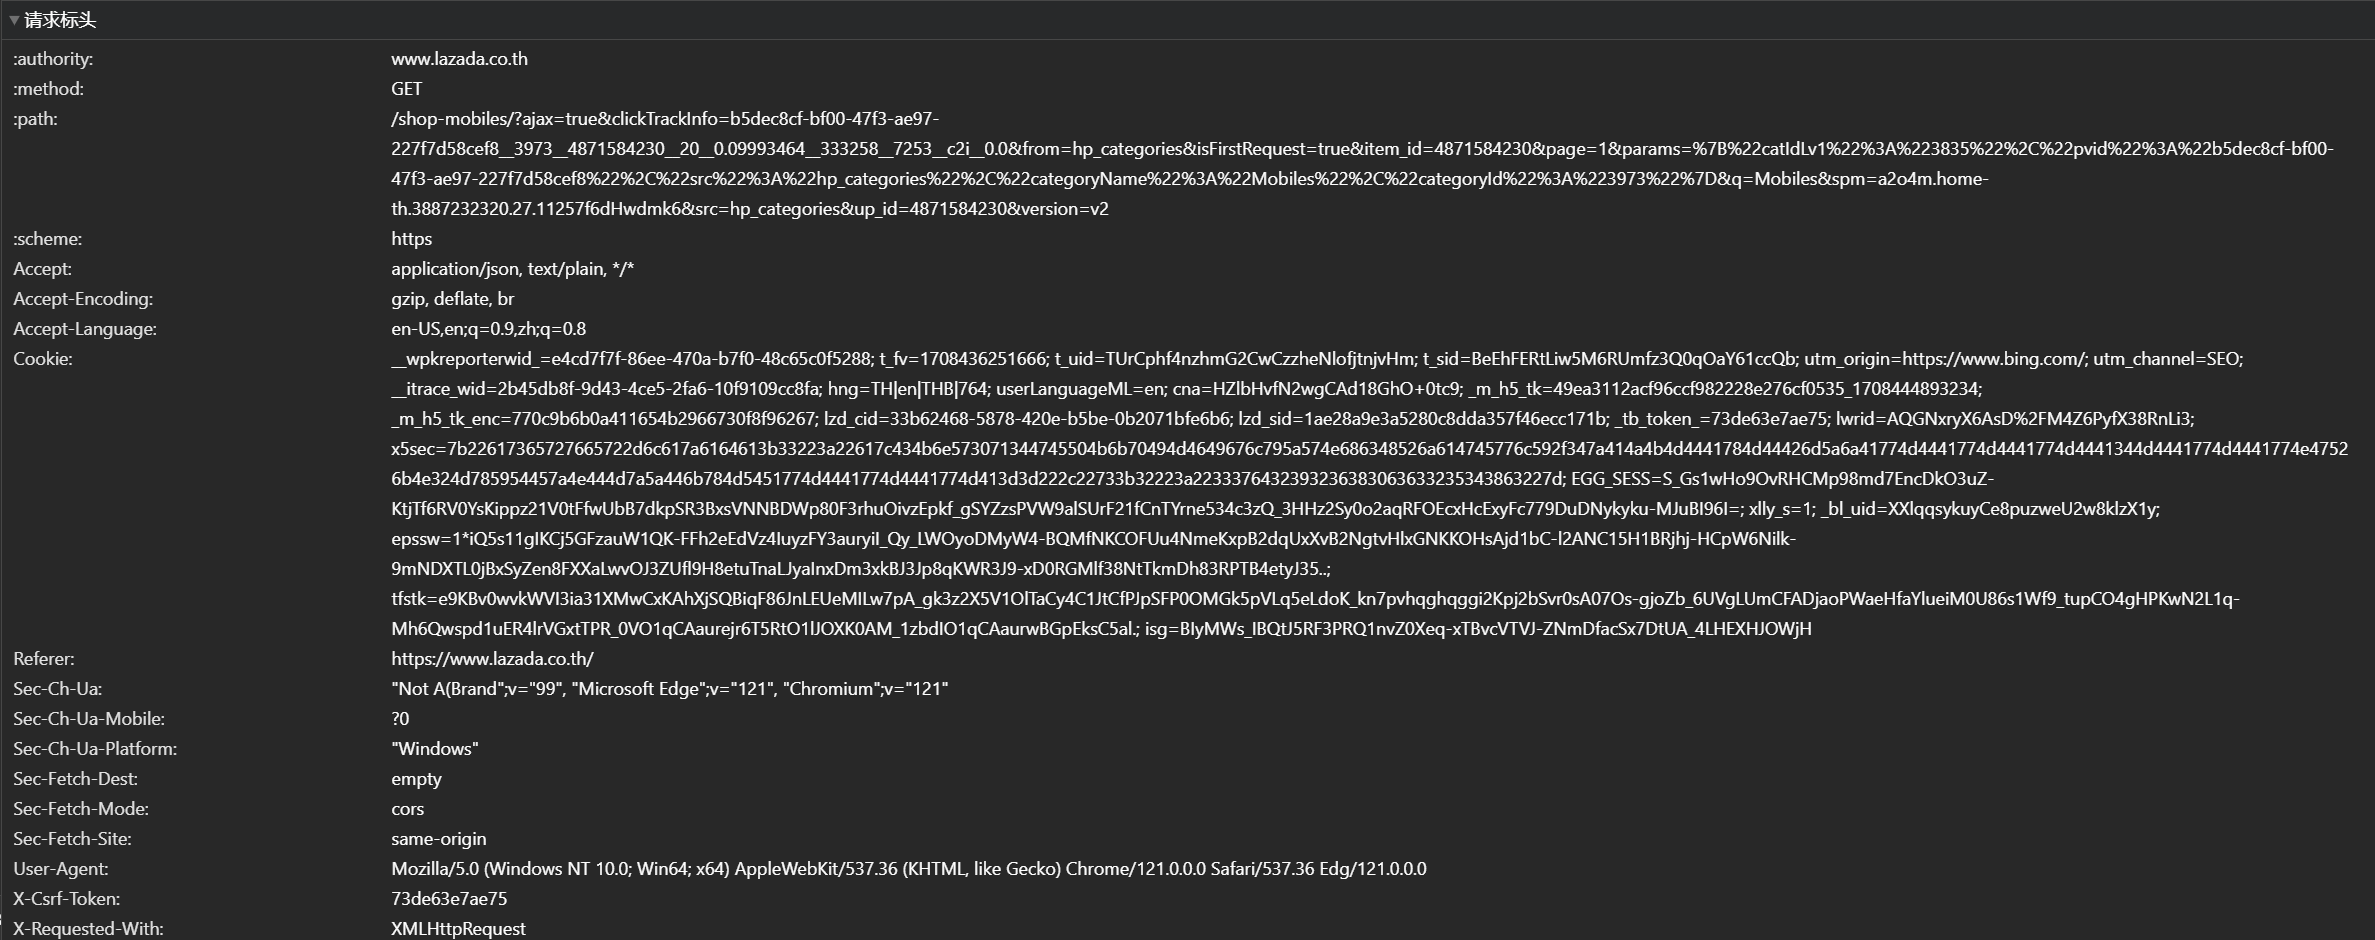 请求标头
:authority: www.lazada.co.th
:method: GET
:path: /shop-mobiles/?ajax=true&clickTrackInfo=b5dec8cf-bf00-47f3-ae97-
227f7d58cef8__3973__4871584230__20__0.09993464__333258__7253__c2i__0.0&from=hp_categories&isFirstRequest=true&item_id=4871584230&page=1&params=%7B%22catIdLv1%22%3A%223835%22%2C%22pvid%22%3A%22b5dec8cf-bf00-
47f3-ae97-227f7d58cef8%22%2C%22src%22%3A%22hp_categories%22%2C%22categoryName%22%3A%22Mobiles%22%2C%22categoryId%22%3A%223973%22%7D&q=Mobiles&spm=a2o4m.home-
th.3887232320.27.11257f6dHwdmk6&src=hp_categories&up_id=4871584230&version=v2
:scheme: https
Accept: application/json, text/plain, */*
Accept-Encoding: gzip, deflate, br
Accept-Language: en-US,en;q=0.9,zh;q=0.8
Cookie: __wpkreporterwid_=e4cd7f7f-86ee-470a-b7f0-48c65c0f5288; t_fv=1708436251666; t_uid=TUrCphf4nzhmG2CwCzzheNlofjtnjvHm; t_sid=BeEhFERtLiw5M6RUmfz3Q0qOaY61ccQb; utm_origin=https://www.bing.com/; utm_channel=SEO;
__itrace_wid=2b45db8f-9d43-4ce5-2fa6-10f9109cc8fa; hng=TH|en|THB|764; userLanguageML=en; cna=HZlbHvfN2wgCAd18GhO+0tc9; _m_h5_tk=49ea3112acf96ccf982228e276cf0535_1708444893234;
_m_h5_tk_enc=770c9b6b0a411654b2966730f8f96267; lzd_cid=33b62468-5878-420e-b5be-0b2071bfe6b6; lzd_sid=1ae28a9e3a5280c8dda357f46ecc171b; _tb_token_=73de63e7ae75; lwrid=AQGNxryX6AsD%2FM4Z6PyfX38RnLi3;
x5sec=7b22617365727665722d6c617a6164613b33223a22617c434b6e573071344745504b6b70494d4649676c795a574e686348526a614745776c592f347a414a4b4d4441784d44426d5a6a41774d4441774d4441774d4441344d4441774d4441774e4752
6b4e324d785954457a4e444d7a5a446b784d5451774d4441774d4441774d413d3d222c22733b32223a2233376432393236383063633235343863227d; EGG_SESS=S_Gs1wHo9OvRHCMp98md7EncDkO3uZ-
KtjTf6RV0YsKippz21V0tFfwUbB7dkpSR3BxsVNNBDWp80F3rhuOivzEpkf_gSYZzsPVW9alSUrF21fCnTYrne534c3zQ_3HHz2Sy0o2aqRFOEcxHcExyFc779DuDNykyku-MJuBI96I=; xlly_s=1; _bl_uid=XXlqqsykuyCe8puzweU2w8klzX1y;
epssw=1*iQ5s11glKCj5GFzauW1QK-FFh2eEdVz4IuyzFY3auryiI_Qy_LWOyoDMyW4-BQMfNKCOFUu4NmeKxpB2dqUxXvB2NgtvHlxGNKKOHsAjd1bC-l2ANC15H1BRjhj-HCpW6Nilk-
9mNDXTL0jBxSyZen8FXXaLwvOJ3ZUfl9H8etuTnaLJyaInxDm3xkBJ3Jp8qKWR3J9-xD0RGMlf38NtTkmDh83RPTB4etyJ35..;
tfstk=e9KBv0wvkWVI3ia31XMwCxKAhXjSQBiqF86JnLEUeMILw7pA_gk3z2X5V1OlTaCy4C1JtCfPJpSFP0OMGk5pVLq5eLdoK_kn7pvhqghqggi2Kpj2bSvr0sA07Os-gjoZb_6UVgLUmCFADjaoPWaeHfaYlueiM0U86s1Wf9_tupCO4gHPKwN2L1q-
Mh6Qwspd1uER4lrVGxtTPR_0VO1qCAaurejr6T5RtO1lJOXK0AM_1zbdIO1qCAaurwBGpEksC5al.; isg=BIyMWs_lBQtJ5RF3PRQ1nvZ0Xeq-xTBvcVTVJ-ZNmDfacSx7DtUA_4LHEXHJOWjH
Referer: https://www.lazada.co.th/
Sec-Ch-Ua: "Not A(Brand";v="99", "Microsoft Edge";v="121", "Chromium";v="121"
Sec-Ch-Ua-Mobile: ?0
Sec-Ch-Ua-Platform: "Windows"
Sec-Fetch-Dest: empty
Sec-Fetch-Mode: cors
Sec-Fetch-Site: same-origin
User-Agent: Mozilla/5.0 (Windows NT 10.0; Win64; x64) AppleWebKit/537.36 (KHTML, like Gecko) Chrome/121.0.0.0 Safari/537.36 Edg/121.0.0.0
X-Csrf-Token: 73de63e7ae75
X-Requested-With: XMLHttpRequest